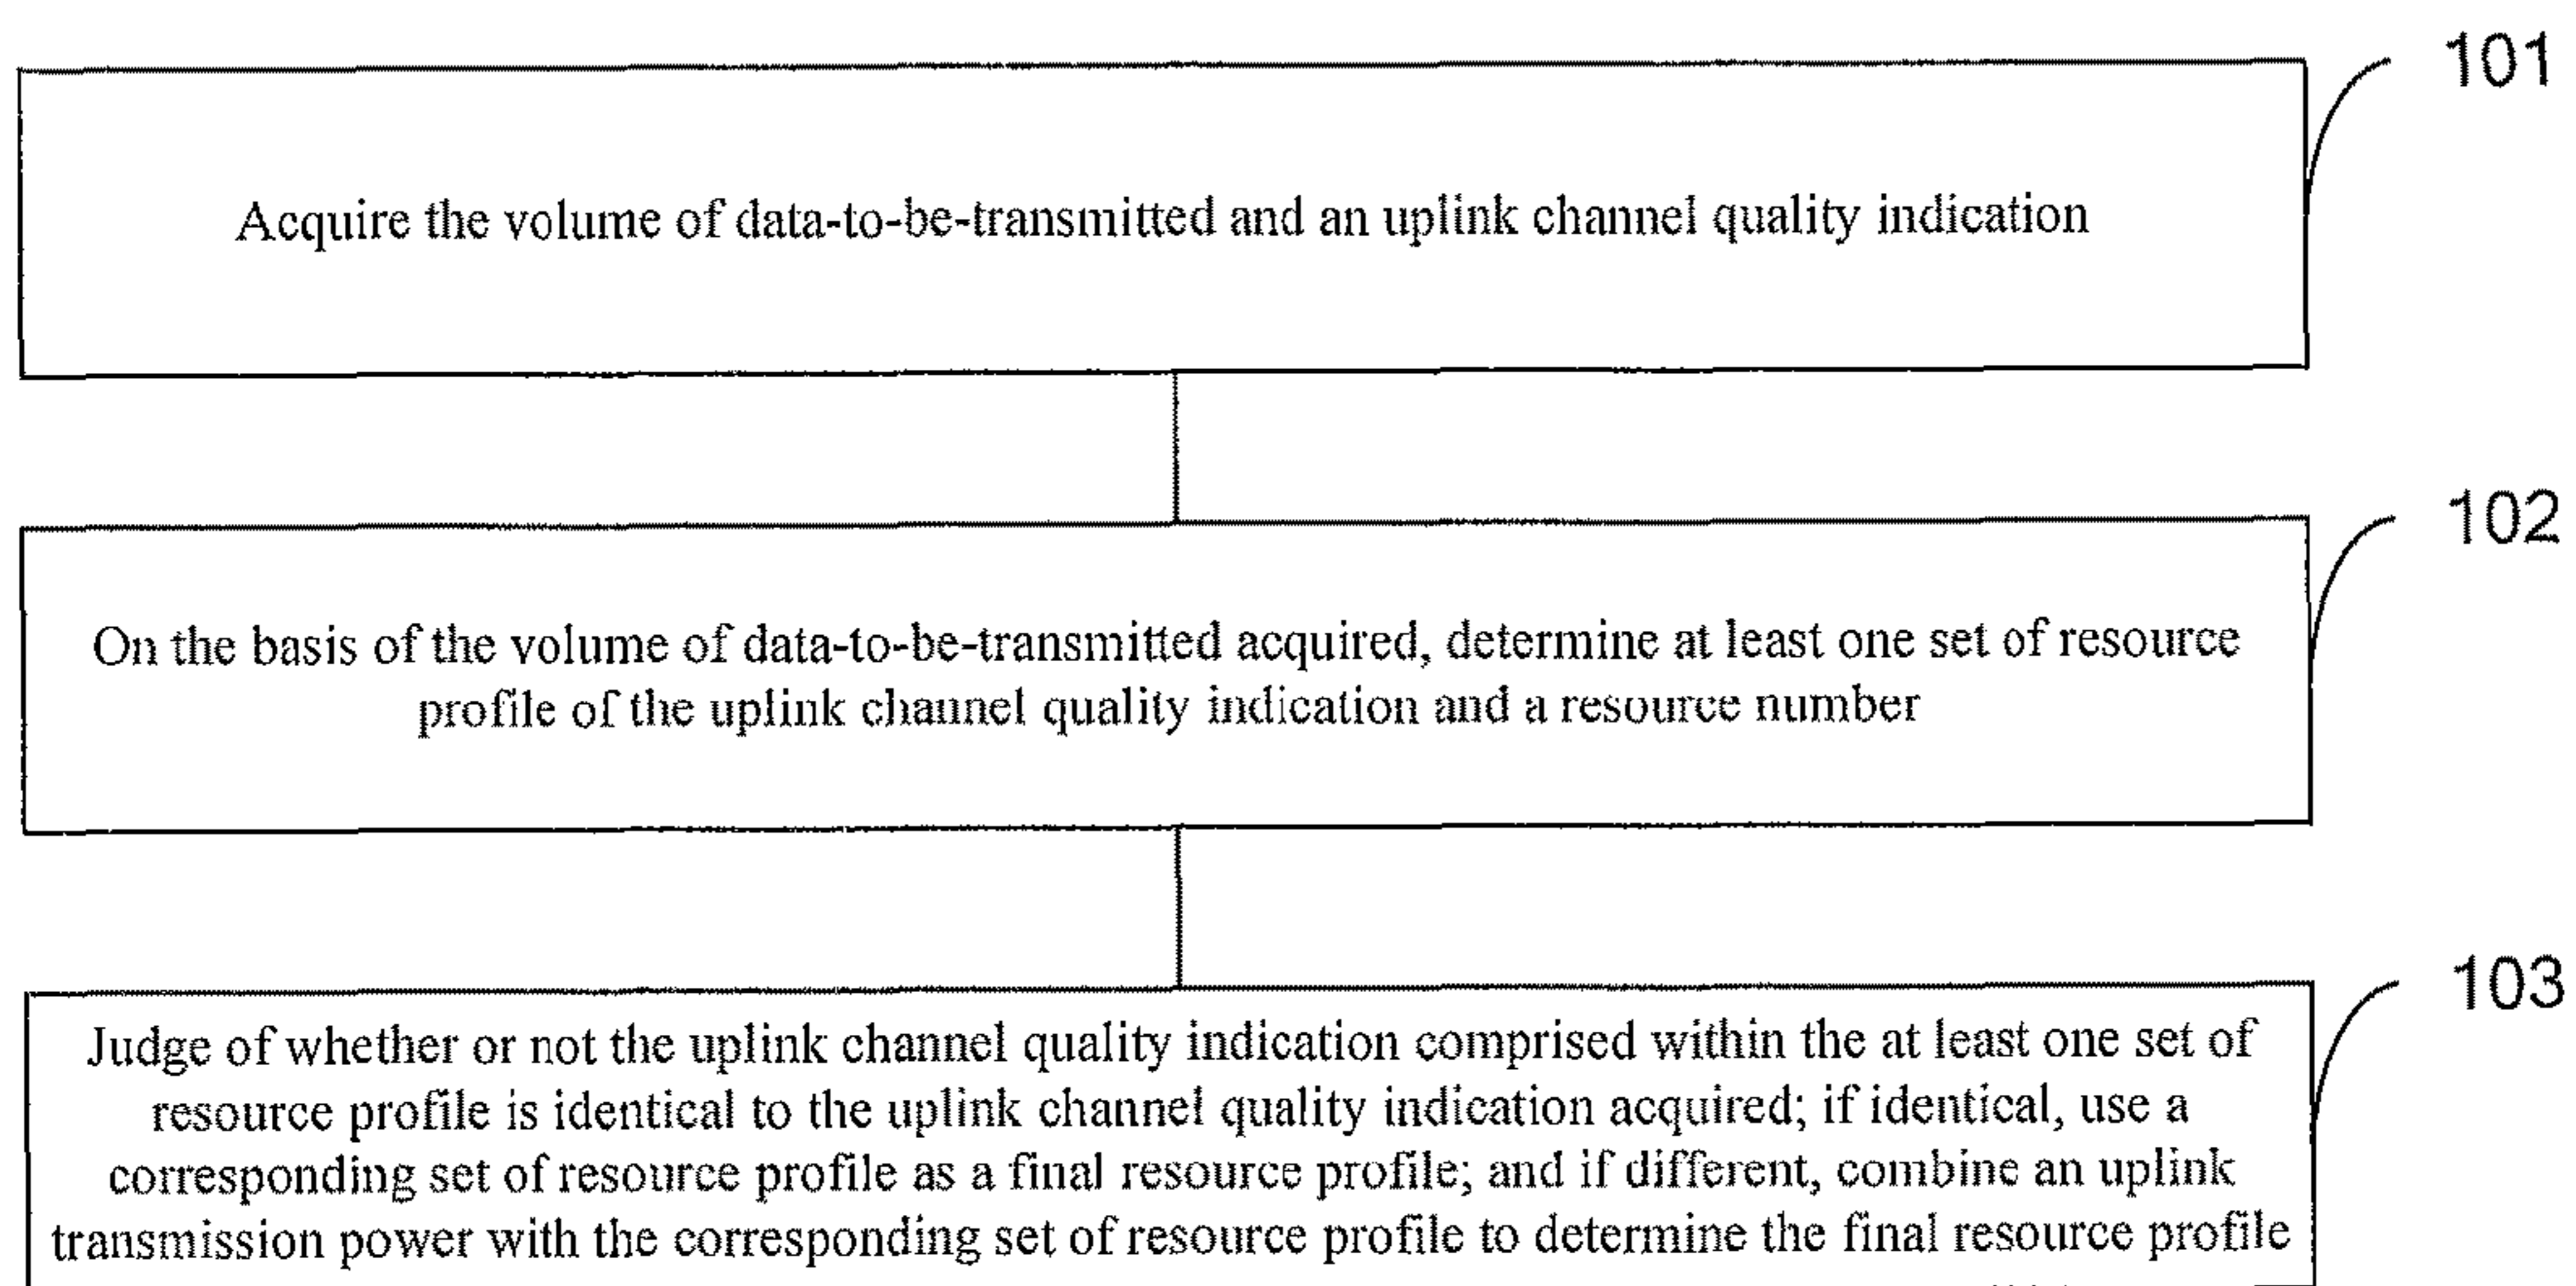 101
Acquire the volume of data-to-be-transmitted and an uplink channel quality indication
102
On the basis of the volume of data-to-be-transmitted acquired, determine at least one set of resource
profile of the uplink channel quality indication and a resource number
103
Judge of whether or not the uplink channel quality indication comprised within the at least one set of
resource profile is identical to the uplink channel quality indication acquired; if identical, use a
corresponding set of resource profile as a final resource profile; and if different, combine an uplink
transmission power with the corresponding set of resource profile to determine the final resource profile